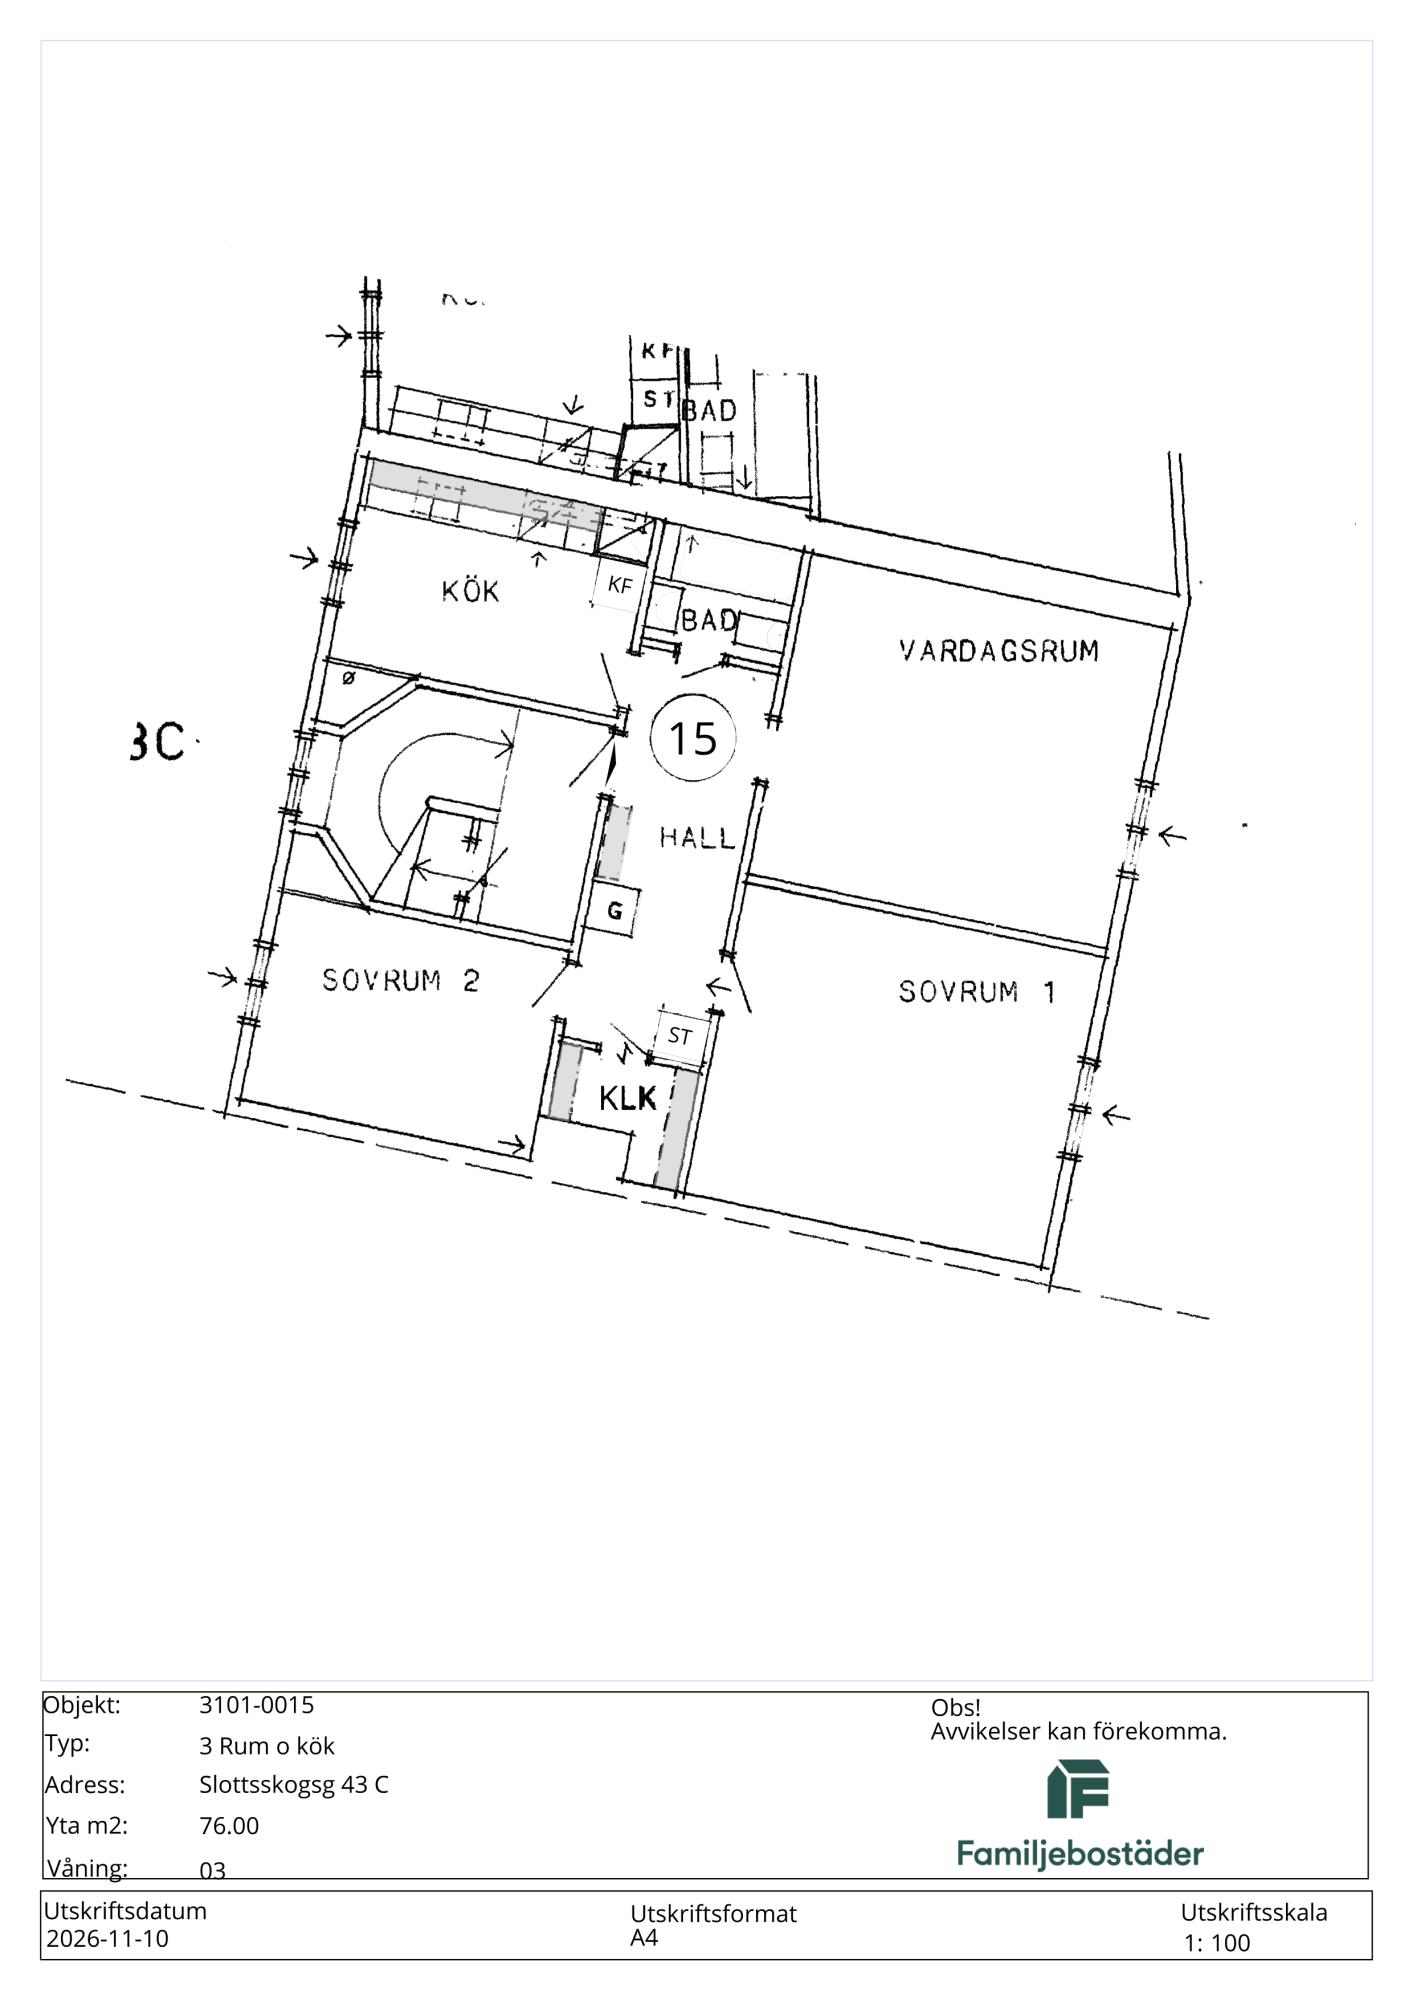 KF
ST
BAD
KÖK
KF
BAD
VARDAGSRUM
ø
15
HALL
G
SOVRUM 2
SOVRUM 1
ST
KLK
Objekt: 3101-0015
Typ: 3 Rum o kök
Adress: Slottsskogsg 43 C
Yta m2: 76.00
Våning: 03
Obs!
Avvikelser kan förekomma.
Familjebostäder
Utskriftsdatum
2026-11-10
Utskriftsformat
A4
Utskriftsskala
1: 100